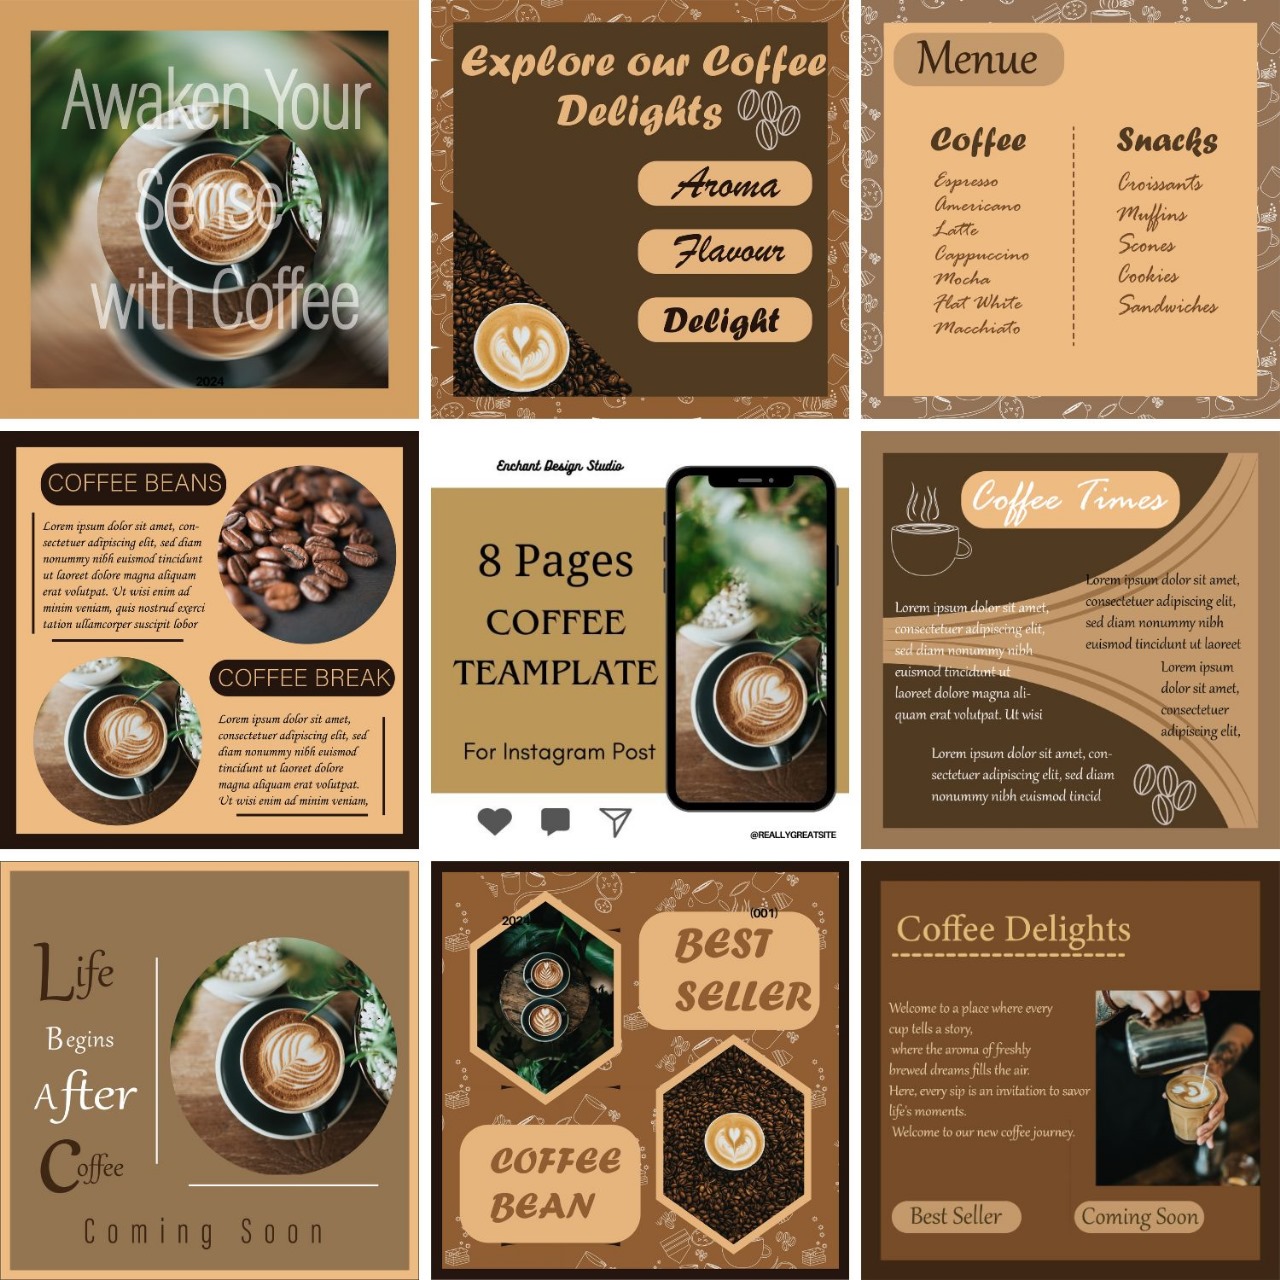 Awaken Your
Sense
with Coffee
2024
Explore our Coffee
Delights
Aroma
Flavour
Delight
Menue
Coffee
Espresso
Americano
Latte
Cappuccino
Mocha
Flat White
Macchiato
Snacks
Croissants
Muffins
Scones
Cookies
Sandwiches
COFFEE BEANS
Lorem ipsum dolor sit amet, con-
sectetuer adipiscing elit, sed diam
nonummy nibh euismod tincidunt
ut laoreet dolore magna aliquam
erat volutpat. Ut wisi enim ad
minim veniam, quis nostrud exerci
tation ullamcorper suscipit lobor
COFFEE BREAK
Lorem ipsum dolor sit amet,
consectetuer adipiscing elit, sed
diam nonummy nibh euismod
tincidunt ut laoreet dolore
magna aliquam erat volutpat.
Ut wisi enim ad minim veniam,
Enchant Design Studio
8 Pages
COFFEE
TEAMPLATE
For Instagram Post
@REALLYGREATSITE
Coffee Times
Lorem ipsum dolor sit amet,
consectetuer adipiscing elit,
sed diam nonummy nibh
euismod tincidunt ut
laoreet dolore magna ali-
quam erat volutpat. Ut wisi
Lorem ipsum dolor sit amet,
consectetuer adipiscing elit,
sed diam nonummy nibh
euismod tincidunt ut laoreet
Lorem ipsum
dolor sit amet,
consectetuer
adipiscing elit,
Lorem ipsum dolor sit amet, con-
sectetuer adipiscing elit, sed diam
nonummy nibh euismod tincid
Life
Begins
After
Coffee
Coming Soon
2024
(001)
BEST
SELLER
COFFEE
BEAN
Coffee Delights
Welcome to a place where every
cup tells a story,
where the aroma of freshly
brewed dreams fills the air.
Here, every sip is an invitation to savor
life's moments.
Welcome to our new coffee journey.
Best Seller
Coming Soon